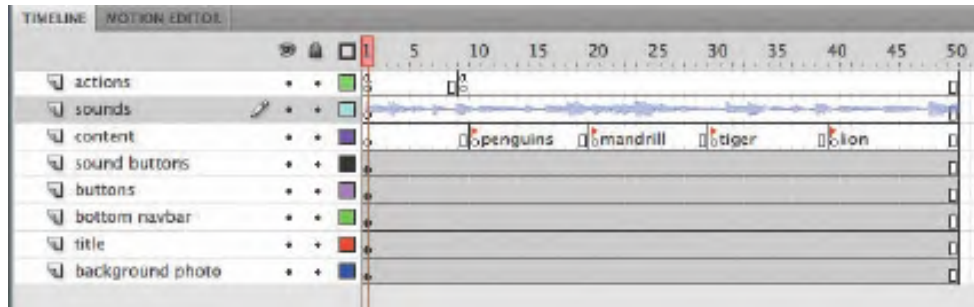 TIMELINE MOTION EDITOR
1 5 10 15 20 25 30 35 40 45 50
actions
sounds
content penguins mandrill tiger lion
sound buttons
buttons
bottom navbar
title
background photo